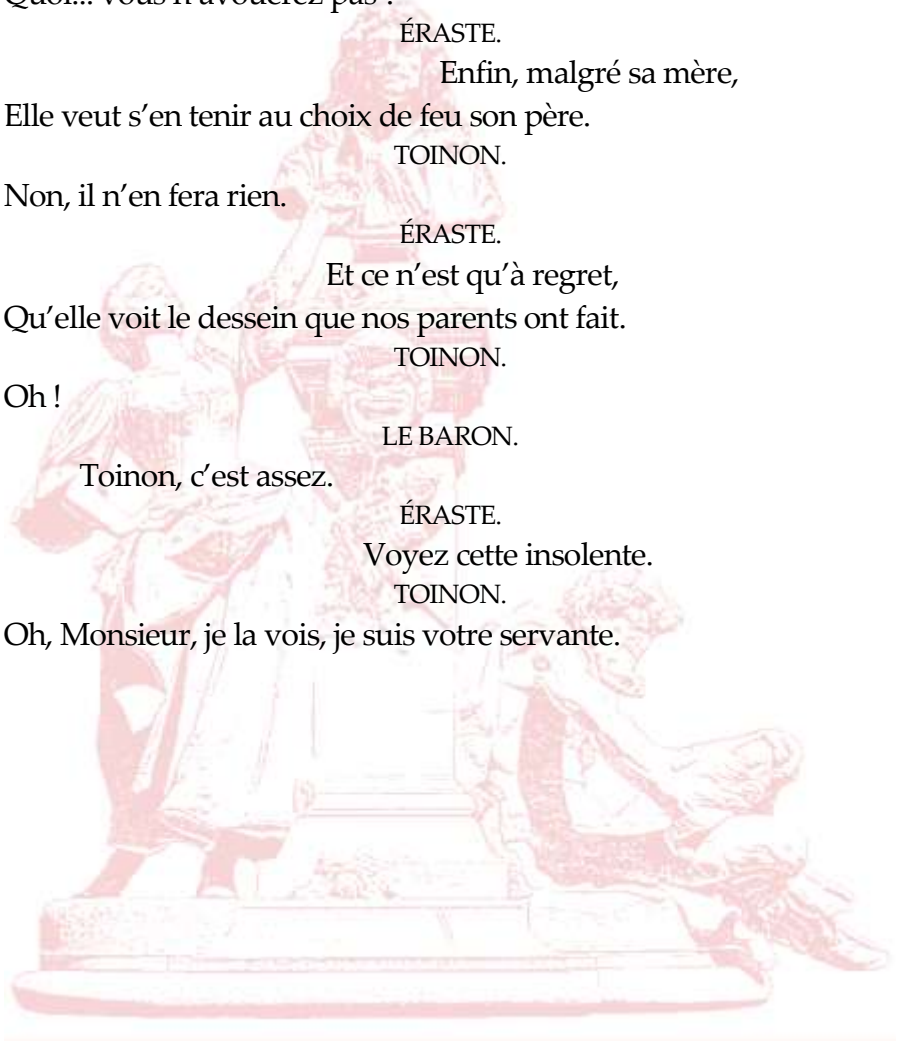 Quoi... vous n'avouerez pas ?
ÉRASTE.
Enfin, malgré sa mère,
Elle veut s'en tenir au choix de feu son père.
TOINON.
Non, il n'en fera rien.
ÉRASTE.
Et ce n'est qu'à regret,
Qu'elle voit le dessein que nos parents ont fait.
TOINON.
Oh !
LE BARON.
Toinon, c'est assez.
ÉRASTE.
Voyez cette insolente.
TOINON.
Oh, Monsieur, je la vois, je suis votre servante.